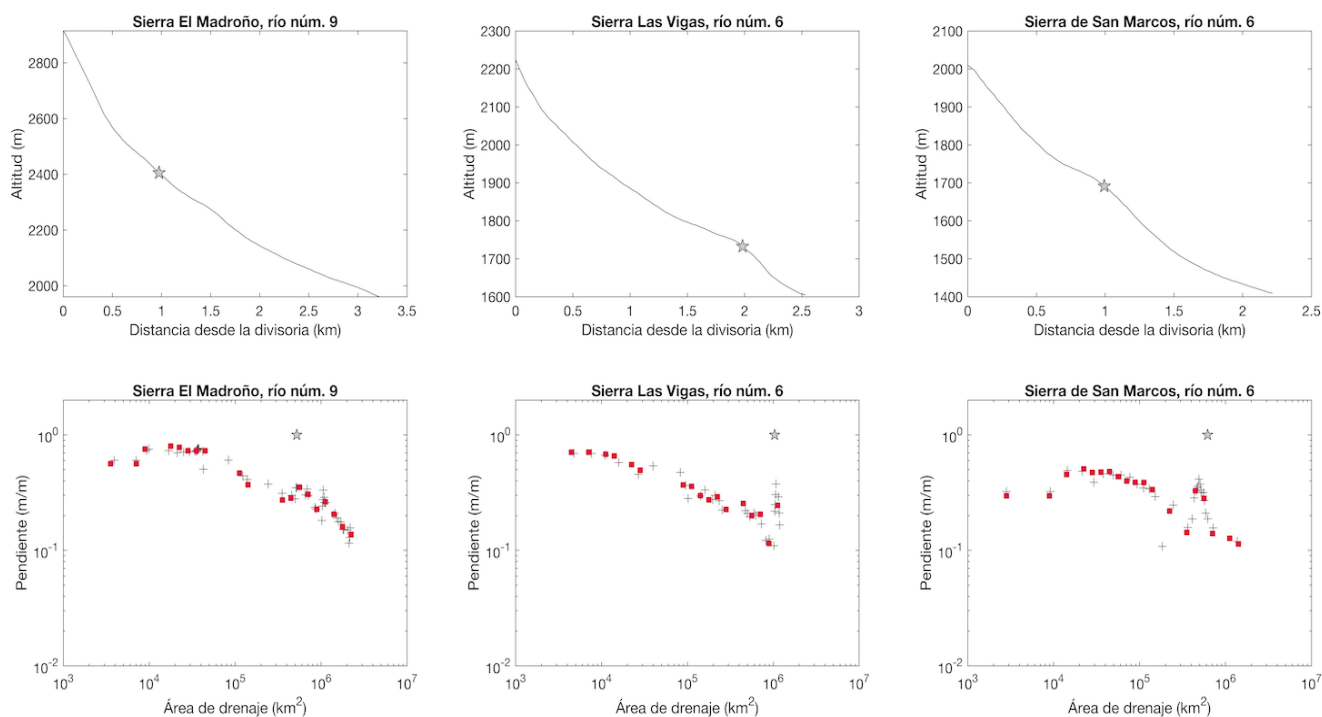 Sierra El Madroño, río núm. 9
Altitud (m)
2800
2600
2400
2200
2000
0 0.5 1 1.5 2 2.5 3 3.5
Distancia desde la divisoria (km)
Sierra Las Vigas, río núm. 6
Altitud (m)
2300
2200
2100
2000
1900
1800
1700
1600
0 0.5 1 1.5 2 2.5 3
Distancia desde la divisoria (km)
Sierra de San Marcos, río núm. 6
Altitud (m)
2100
2000
1900
1800
1700
1600
1500
1400
0 0.5 1 1.5 2 2.5
Distancia desde la divisoria (km)
Sierra El Madroño, río núm. 9
Pendiente (m/m)
10⁰
10⁻¹
10⁻²
10³ 10⁴ 10⁵ 10⁶ 10⁷
Área de drenaje (km²)
Sierra Las Vigas, río núm. 6
Pendiente (m/m)
10⁰
10⁻¹
10⁻²
10³ 10⁴ 10⁵ 10⁶ 10⁷
Área de drenaje (km²)
Sierra de San Marcos, río núm. 6
Pendiente (m/m)
10⁰
10⁻¹
10⁻²
10³ 10⁴ 10⁵ 10⁶ 10⁷
Área de drenaje (km²)